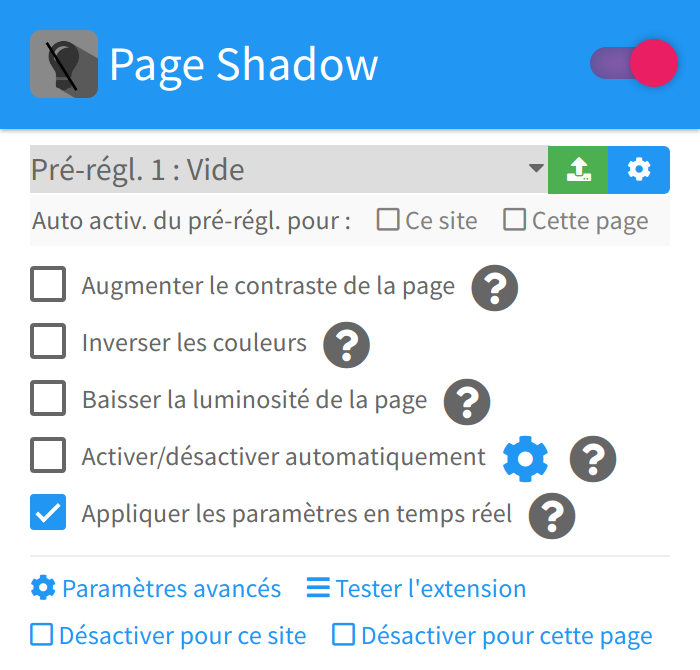 Page Shadow
Pré-régl. 1 : Vide
Auto activ. du pré-régl. pour : Ce site Cette page
Augmenter le contraste de la page ?
Inverser les couleurs ?
Baisser la luminosité de la page ?
Activer/désactiver automatiquement ?
Appliquer les paramètres en temps réel ?
Paramètres avancés Tester l'extension
Désactiver pour ce site Désactiver pour cette page